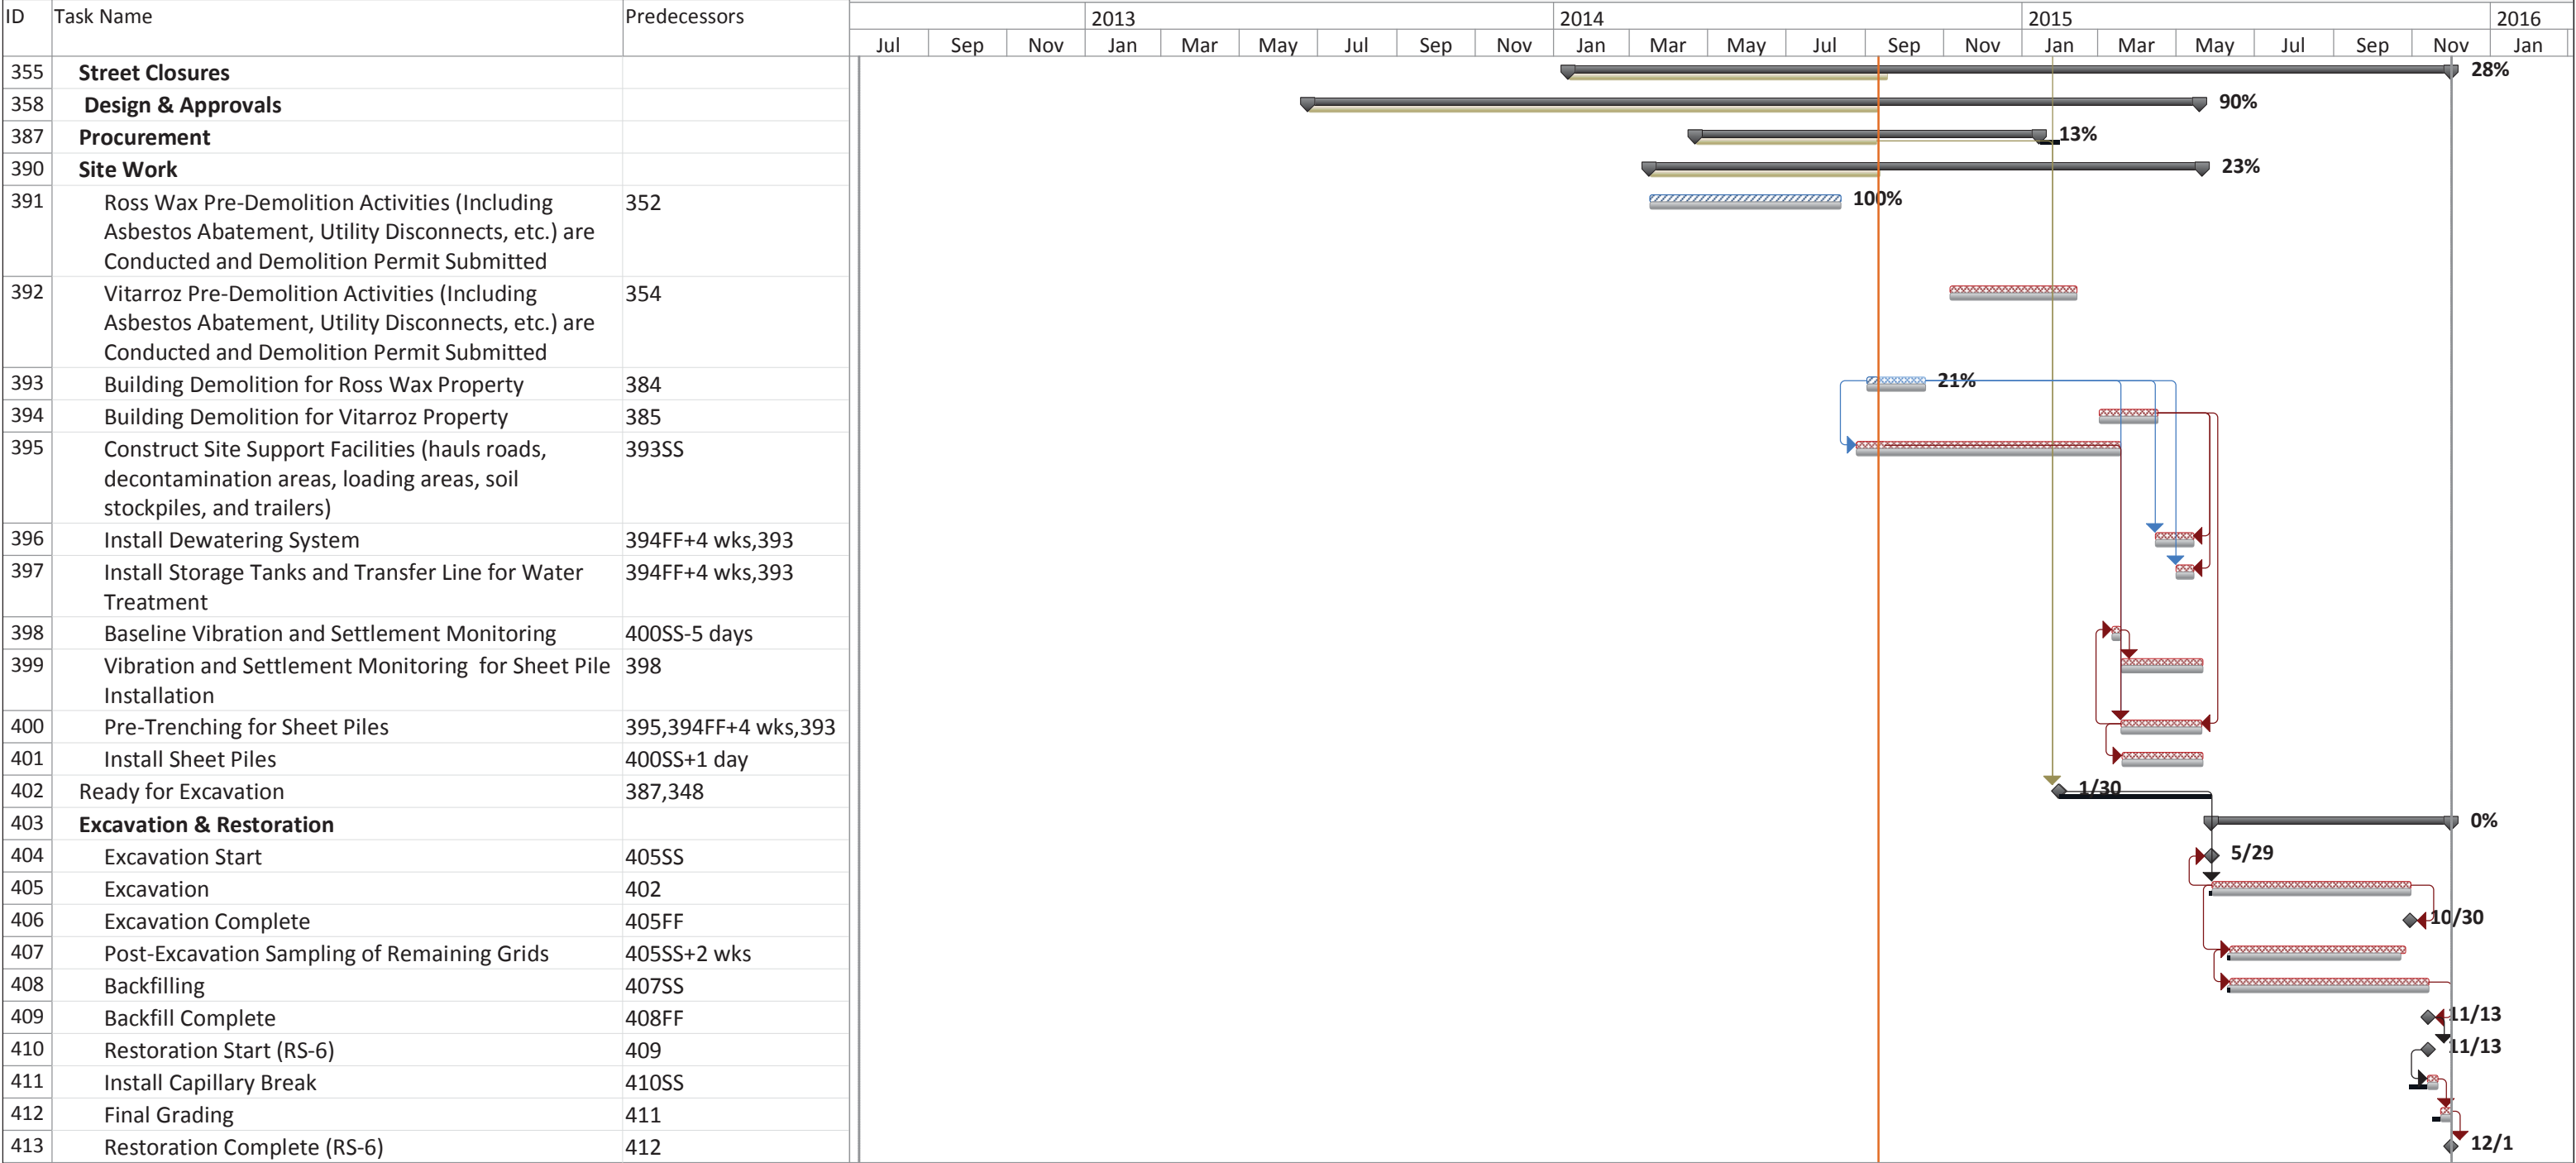 ID Task Name Predecessors
2013 2014 2015 2016
Jul Sep Nov Jan Mar May Jul Sep Nov Jan Mar May Jul Sep Nov Jan Mar May Jul Sep Nov Jan
355 Street Closures 28%
358 Design & Approvals 90%
387 Procurement 13%
390 Site Work 23%
391 Ross Wax Pre-Demolition Activities (Including 352 100%
Asbestos Abatement, Utility Disconnects, etc.) are
Conducted and Demolition Permit Submitted
392 Vitarroz Pre-Demolition Activities (Including 354
Asbestos Abatement, Utility Disconnects, etc.) are
Conducted and Demolition Permit Submitted
393 Building Demolition for Ross Wax Property 384 21%
394 Building Demolition for Vitarroz Property 385
395 Construct Site Support Facilities (hauls roads, 393SS
decontamination areas, loading areas, soil
stockpiles, and trailers)
396 Install Dewatering System 394FF+4 wks,393
397 Install Storage Tanks and Transfer Line for Water 394FF+4 wks,393
Treatment
398 Baseline Vibration and Settlement Monitoring 400SS-5 days
399 Vibration and Settlement Monitoring for Sheet Pile 398
Installation
400 Pre-Trenching for Sheet Piles 395,394FF+4 wks,393
401 Install Sheet Piles 400SS+1 day
402 Ready for Excavation 387,348 1/30
403 Excavation & Restoration 0%
404 Excavation Start 405SS 5/29
405 Excavation 402
406 Excavation Complete 405FF 10/30
407 Post-Excavation Sampling of Remaining Grids 405SS+2 wks
408 Backfilling 407SS
409 Backfill Complete 408FF 11/13
410 Restoration Start (RS-6) 409 11/13
411 Install Capillary Break 410SS
412 Final Grading 411
413 Restoration Complete (RS-6) 412 12/1